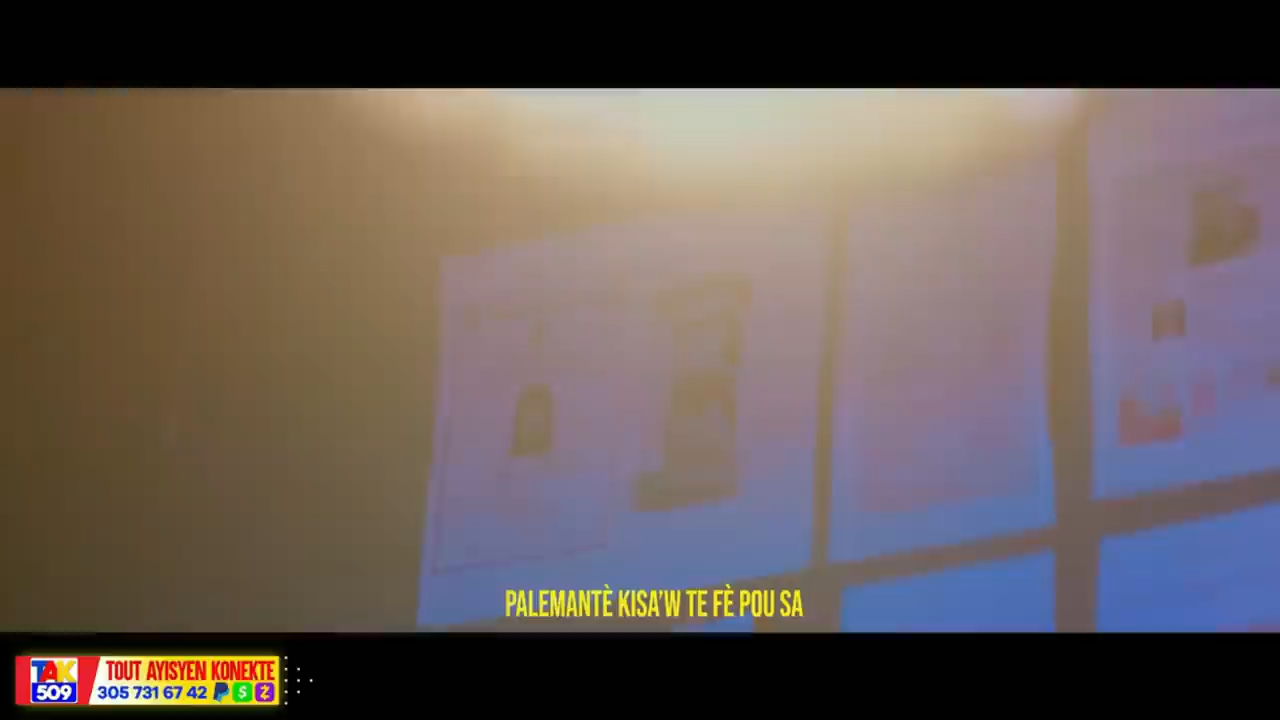 PALEMANTÈ KISA'W TE FÈ POU SA
TAK
509
TOUT AYISYEN KONEKTE
305 731 67 42